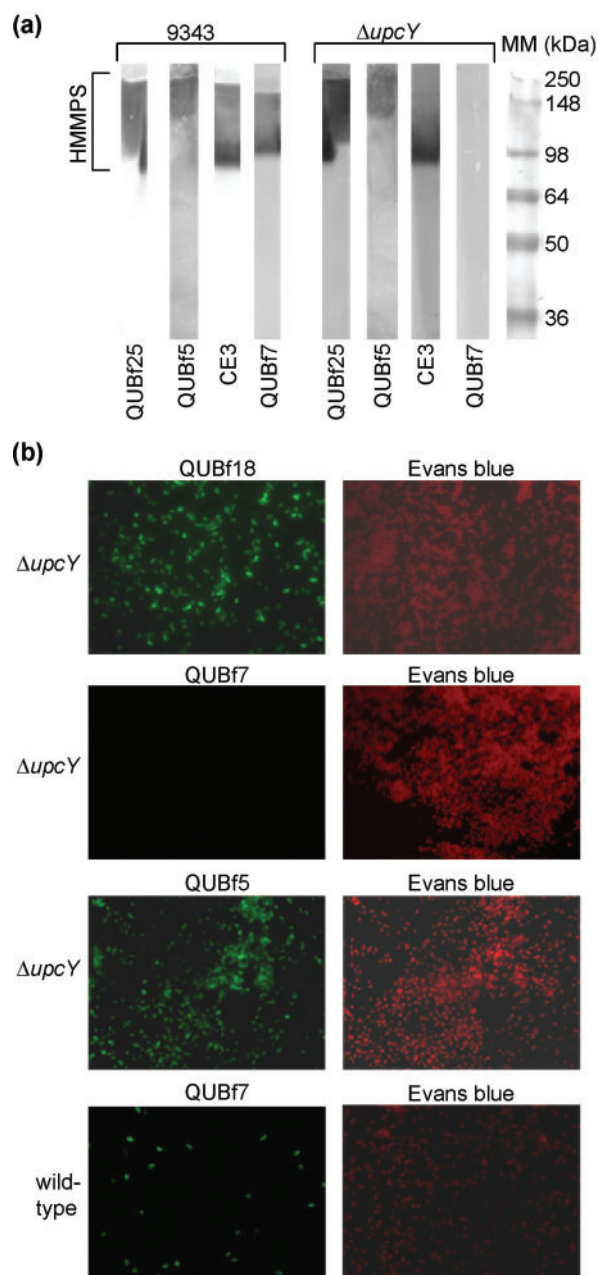 (a)
9343
ΔupcY
MM (kDa)
HMMPS
250
148
98
64
50
36
QUBf25
QUBf5
CE3
QUBf7
QUBf25
QUBf5
CE3
QUBf7
(b)
QUBf18
Evans blue
ΔupcY
QUBf7
Evans blue
ΔupcY
QUBf5
Evans blue
ΔupcY
QUBf7
Evans blue
wild-
type